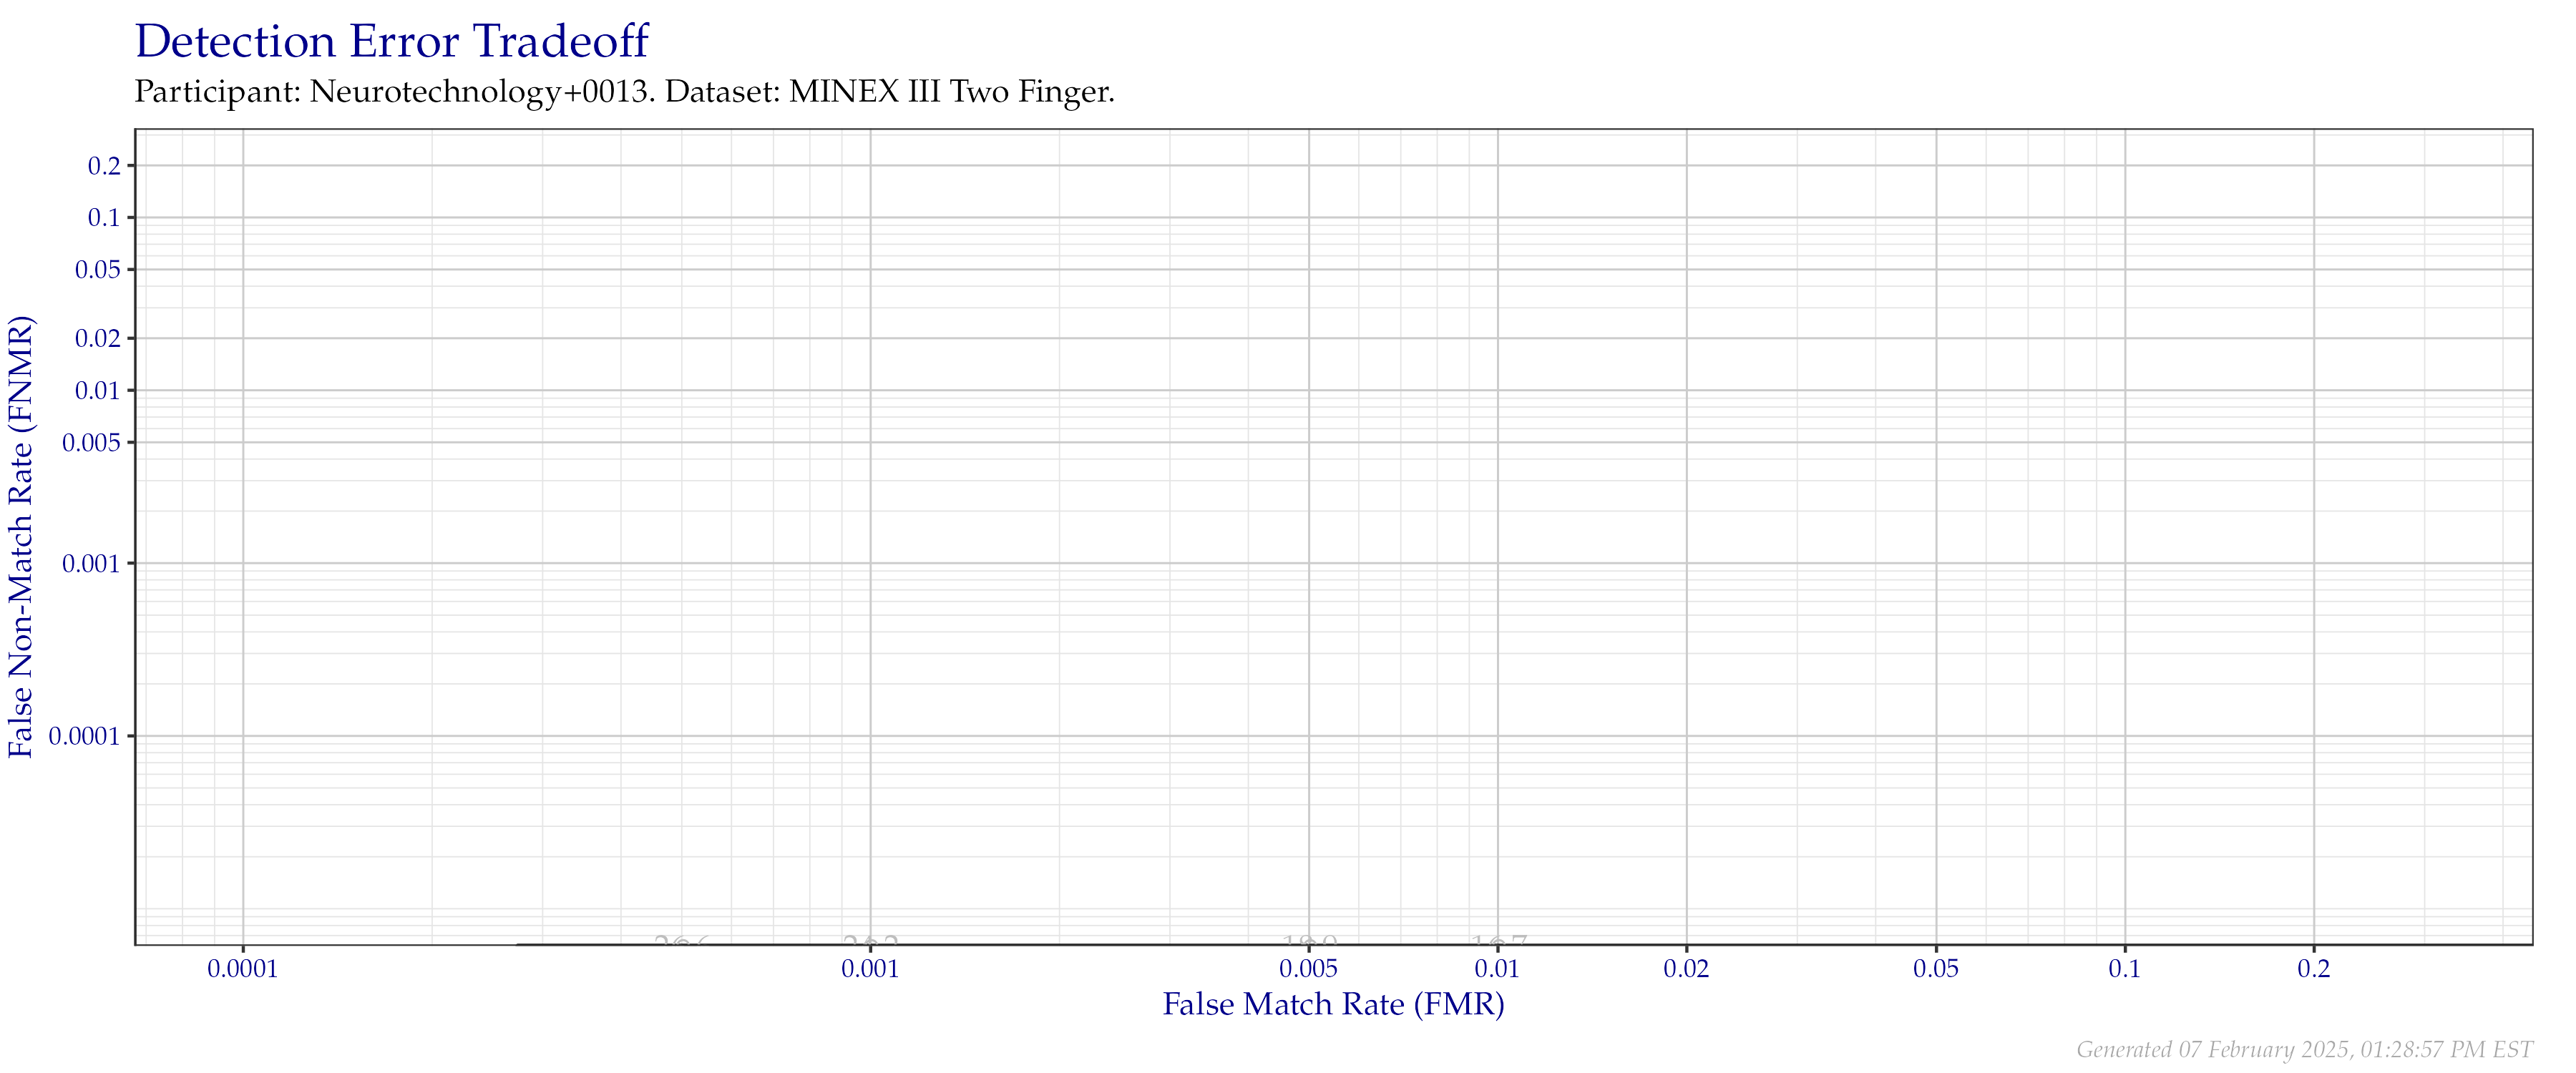 Detection Error Tradeoff
Participant: Neurotechnology+0013. Dataset: MINEX III Two Finger.
False Non-Match Rate (FNMR)
0.2
0.1
0.05
0.02
0.01
0.005
0.001
0.0001
0.0001 0.001 0.005 0.01 0.02 0.05 0.1 0.2
False Match Rate (FMR)
Generated 07 February 2025, 01:28:57 PM EST